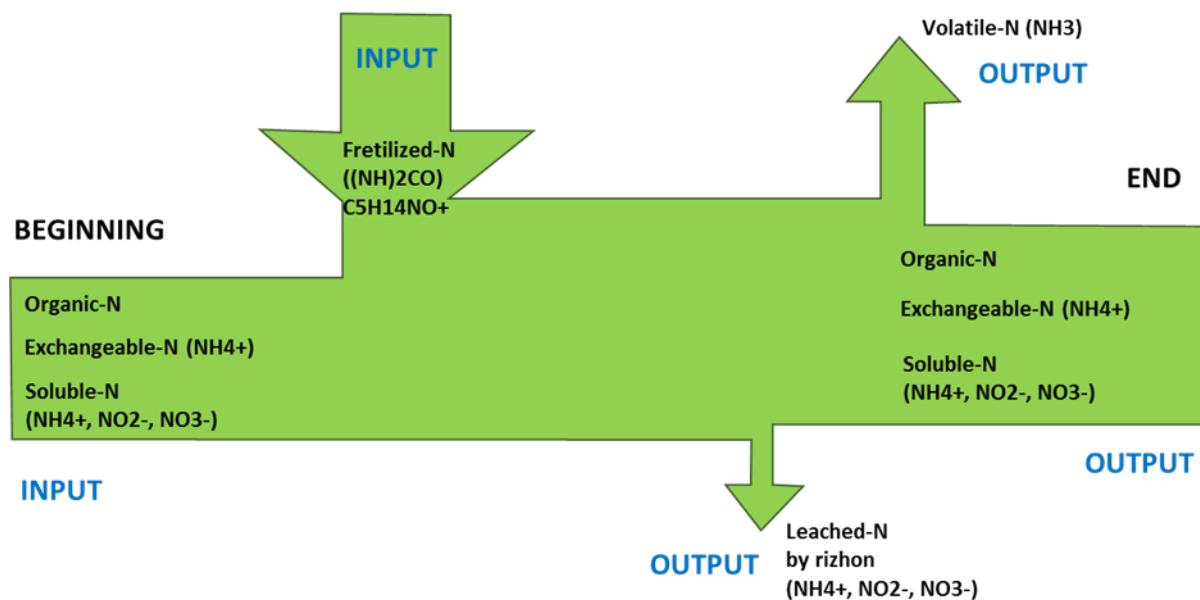 INPUT
Fretilized-N
((NH)2CO)
C5H14NO+
Volatile-N (NH3)
OUTPUT
END
BEGINNING
Organic-N
Exchangeable-N (NH4+)
Soluble-N
(NH4+, NO2-, NO3-)
INPUT
Organic-N
Exchangeable-N (NH4+)
Soluble-N
(NH4+, NO2-, NO3-)
OUTPUT
OUTPUT
Leached-N
by rizhon
(NH4+, NO2-, NO3-)